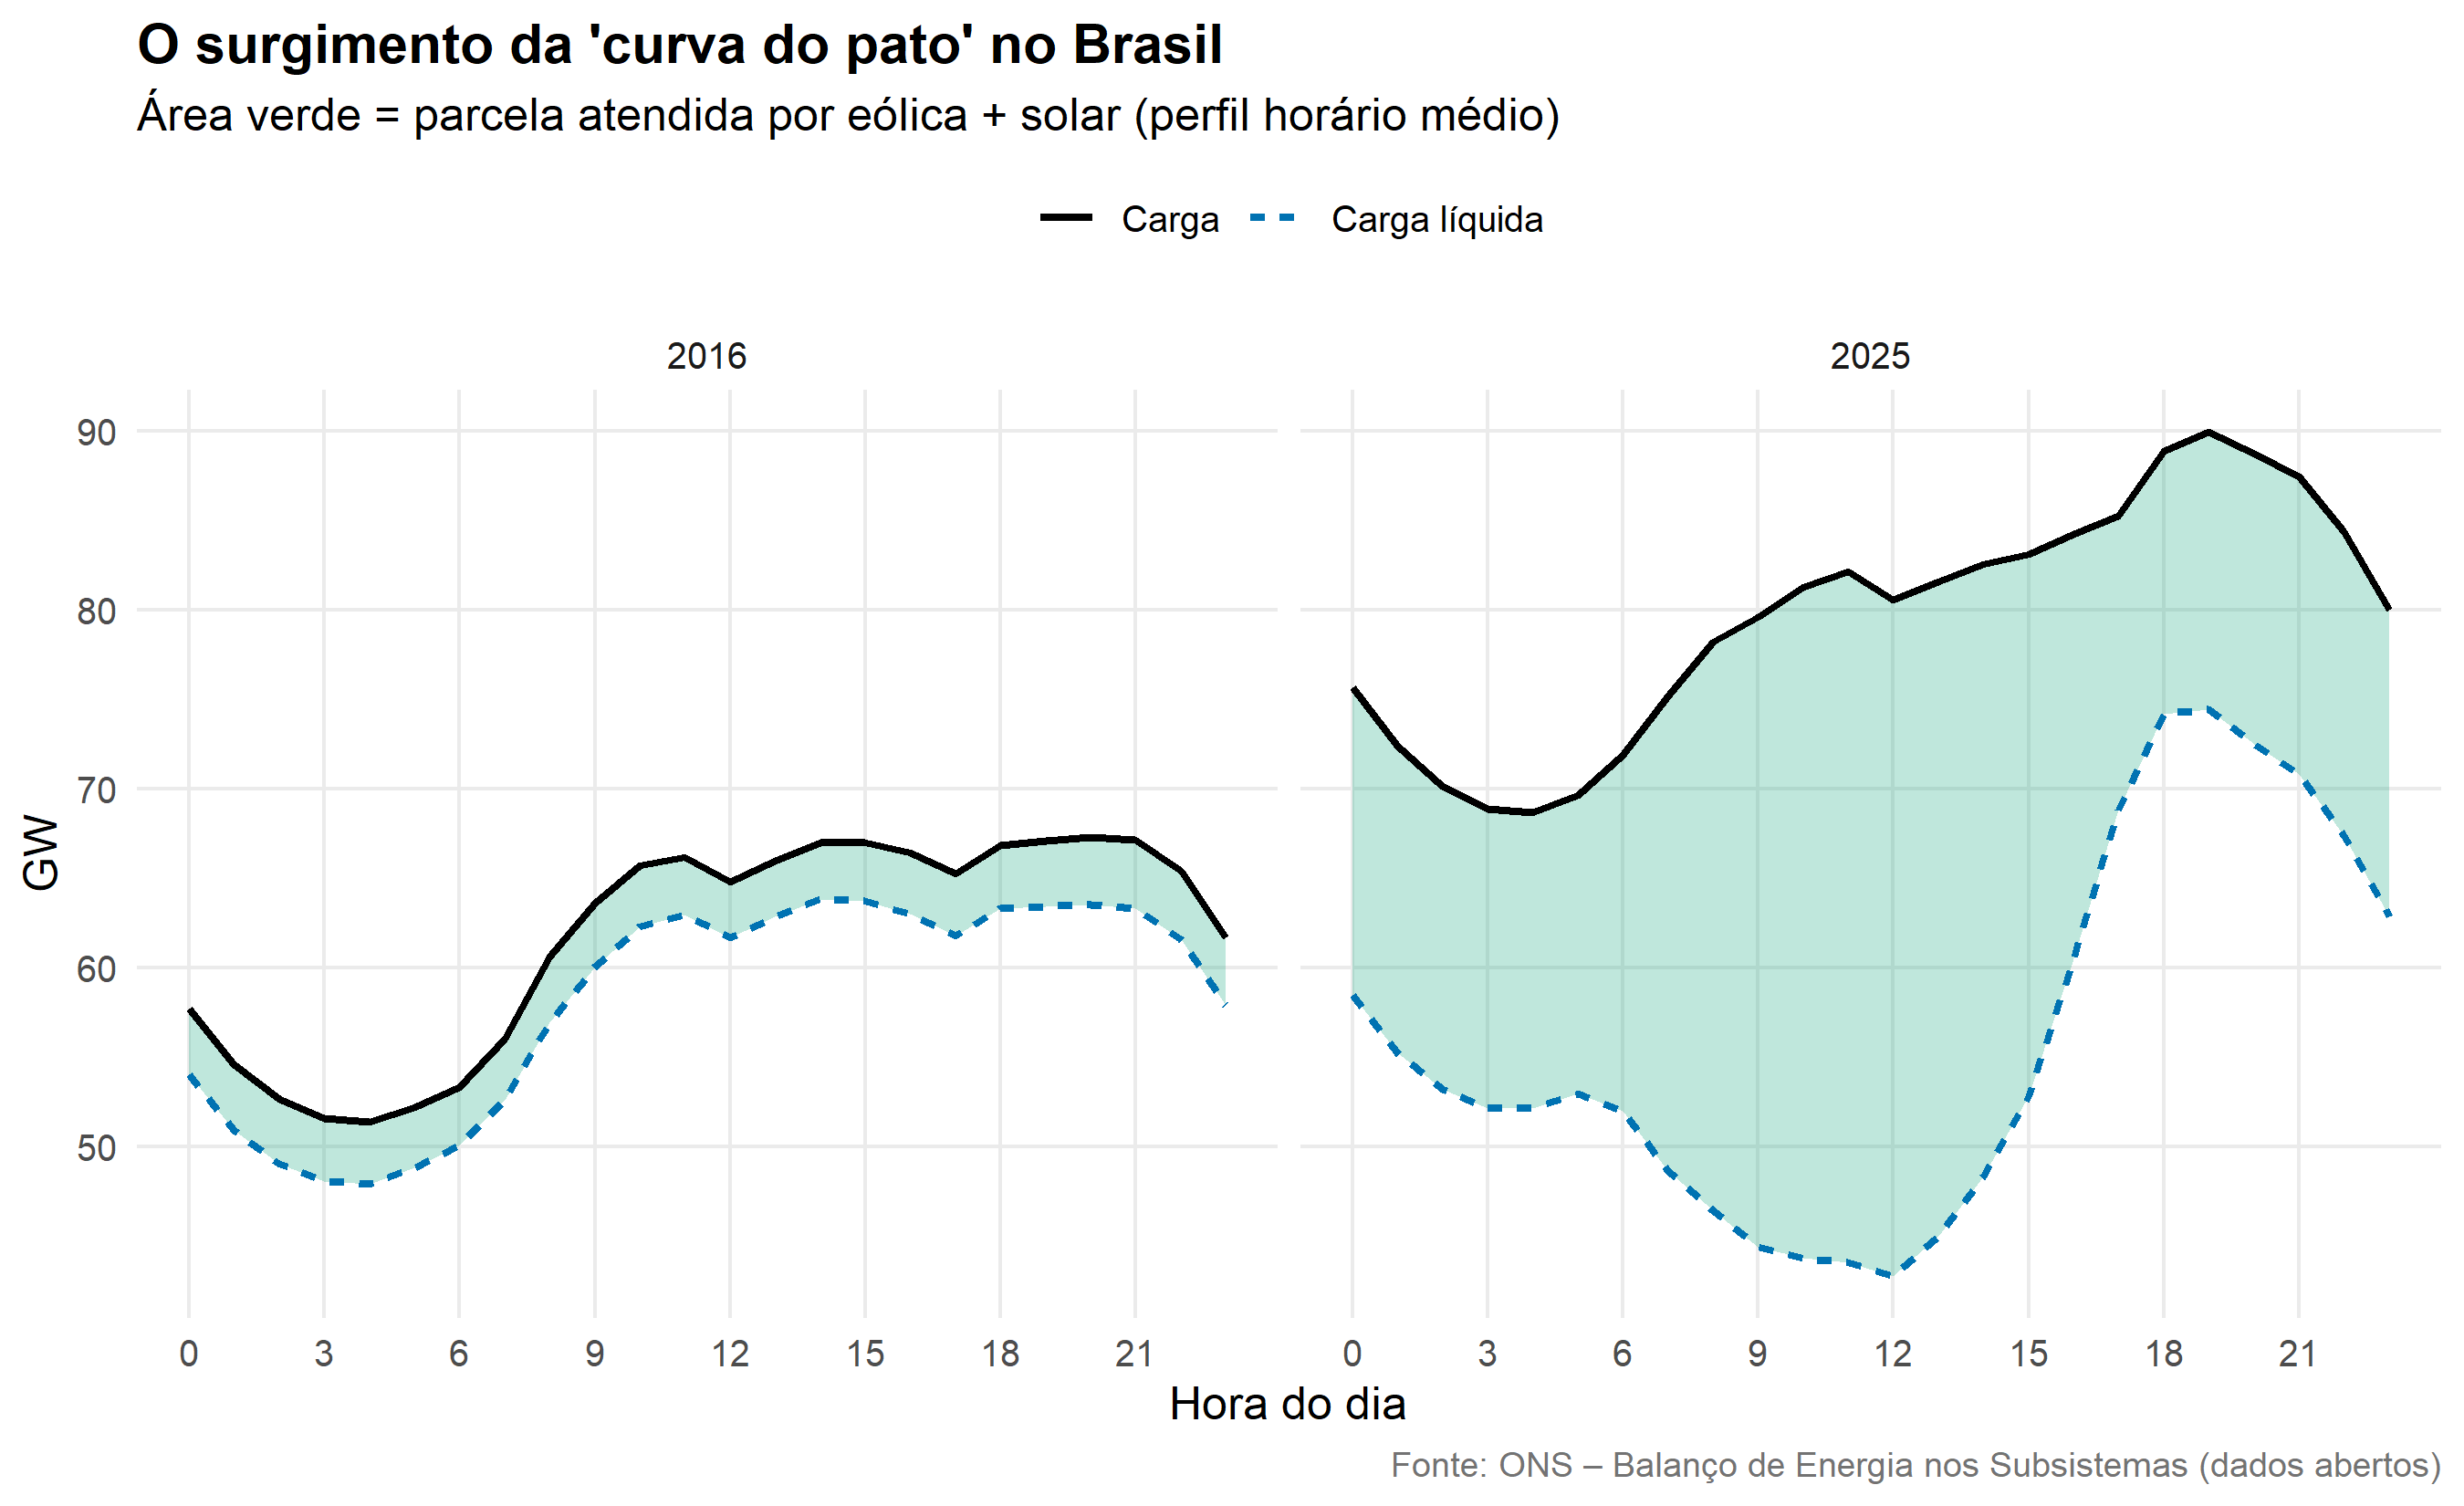 O surgimento da 'curva do pato' no Brasil
Área verde = parcela atendida por eólica + solar (perfil horário médio)
Carga Carga líquida
2016 2025
90
80
70
60
50
GW
0 3 6 9 12 15 18 21 0 3 6 9 12 15 18 21
Hora do dia
Fonte: ONS – Balanço de Energia nos Subsistemas (dados abertos)